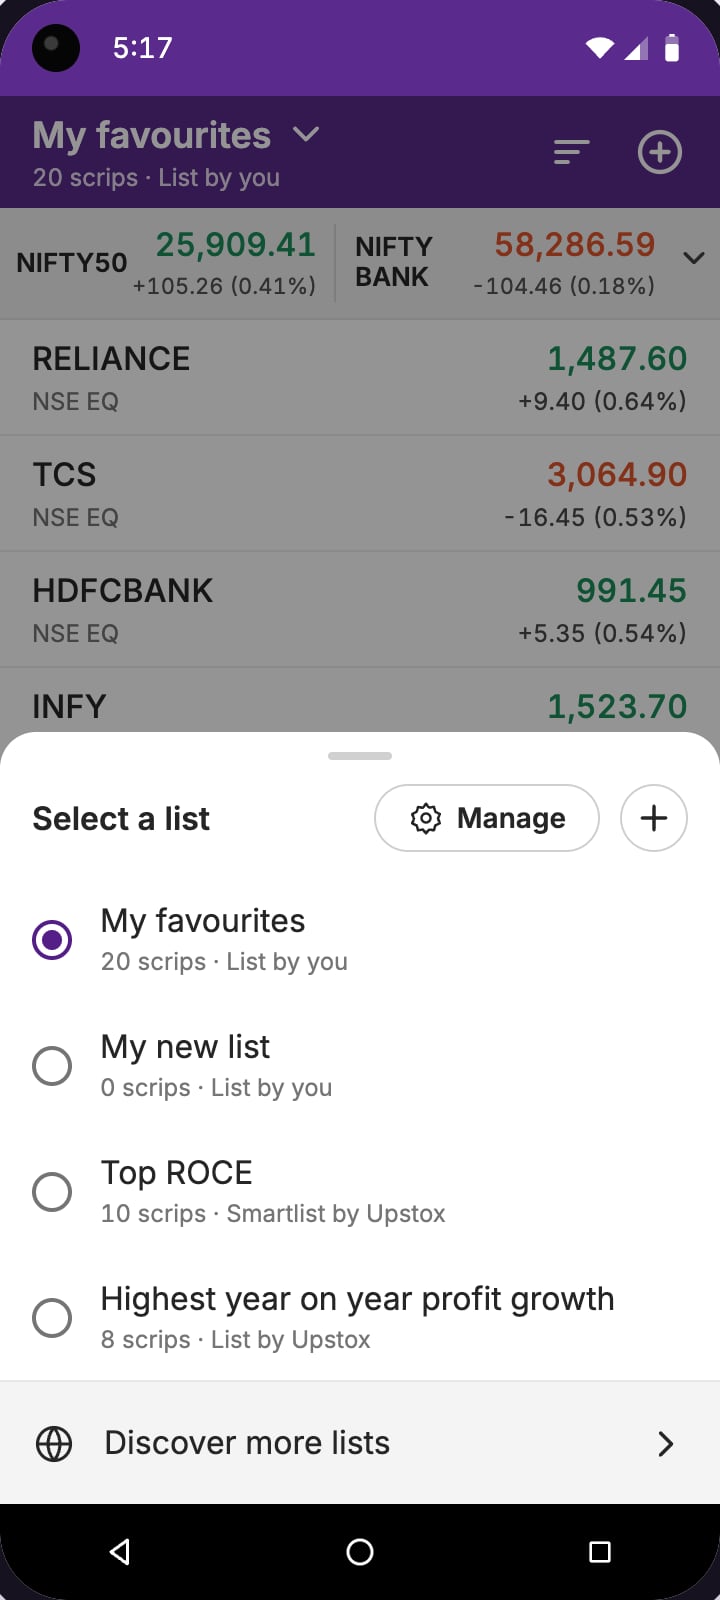 5:17
My favourites
20 scrips · List by you
NIFTY50
25,909.41
+105.26 (0.41%)
NIFTY BANK
58,286.59
-104.46 (0.18%)
RELIANCE
1,487.60
NSE EQ
+9.40 (0.64%)
TCS
3,064.90
NSE EQ
-16.45 (0.53%)
HDFCBANK
991.45
NSE EQ
+5.35 (0.54%)
INFY
1,523.70
Select a list
Manage
My favourites
20 scrips · List by you
My new list
0 scrips · List by you
Top ROCE
10 scrips · Smartlist by Upstox
Highest year on year profit growth
8 scrips · List by Upstox
Discover more lists